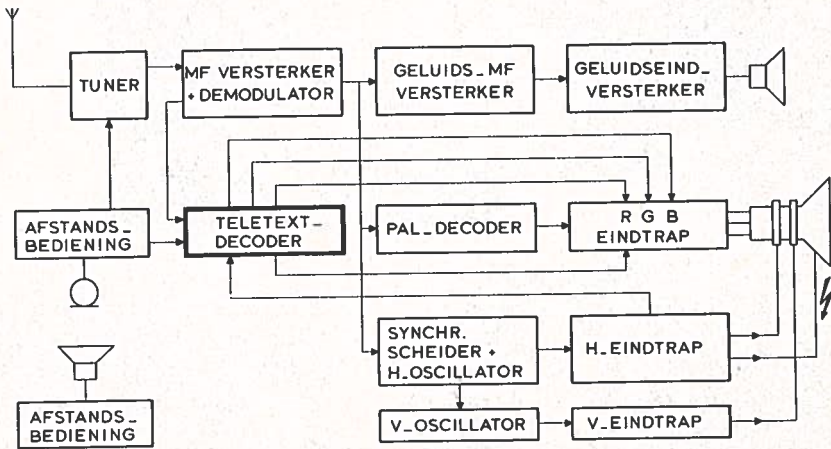 TUNER
MF VERSTERKER
+ DEMODULATOR
GELUIDS_MF
VERSTERKER
GELUIDSEIND_
VERSTERKER
AFSTANDS_
BEDIENING
TELETEXT_
DECODER
PAL_DECODER
R G B
EINDTRAP
SYNCHR.
SCHEIDER +
H_OSCILLATOR
H_EINDTRAP
AFSTANDS_
BEDIENING
V_OSCILLATOR
V_EINDTRAP